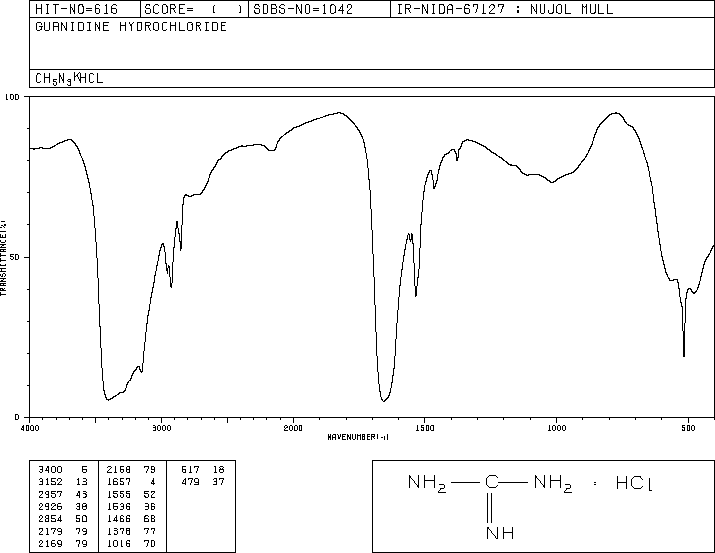 HIT-NO=616 SCORE= ( ) SDBS-NO=1042 IR-NIDA-67127 : NUJOL MULL
GUANIDINE HYDROCHLORIDE
CH5N3 HCL
100
50
0
TRANSMITTANCE(%)
4000 3000 2000 1500 1000 500
WAVENUMBER(-1)
3400 6 2158 79 517 18
3152 13 1657 4 479 37
2957 43 1555 52
2926 38 1536 36
2854 50 1466 68
2179 79 1378 77
2169 79 1016 70
NH2 C NH2 · HCl
NH